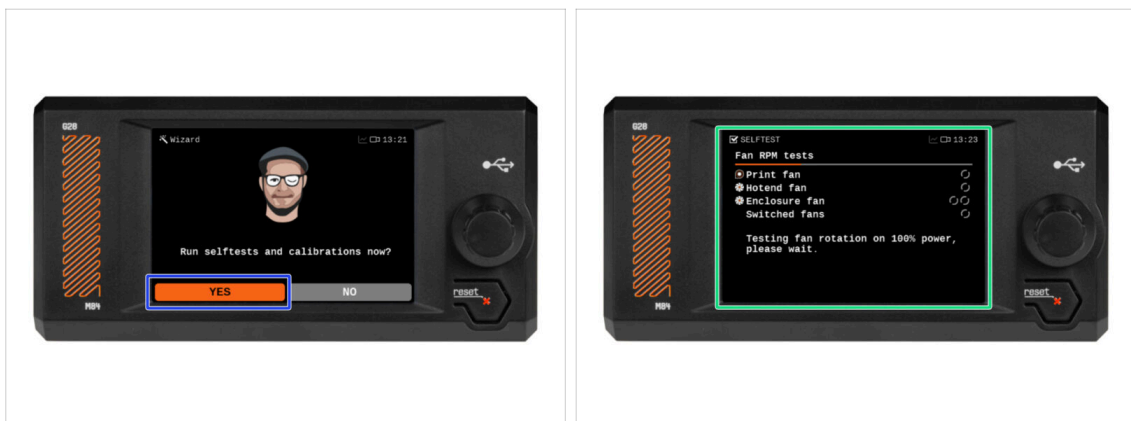 G28
Wizard
13:21
Run selftests and calibrations now?
YES
NO
reset
M84
G28
SELFTEST
13:23
Fan RPM tests
Print fan
Hotend fan
Enclosure fan
Switched fans
Testing fan rotation on 100% power,
please wait.
reset
M84